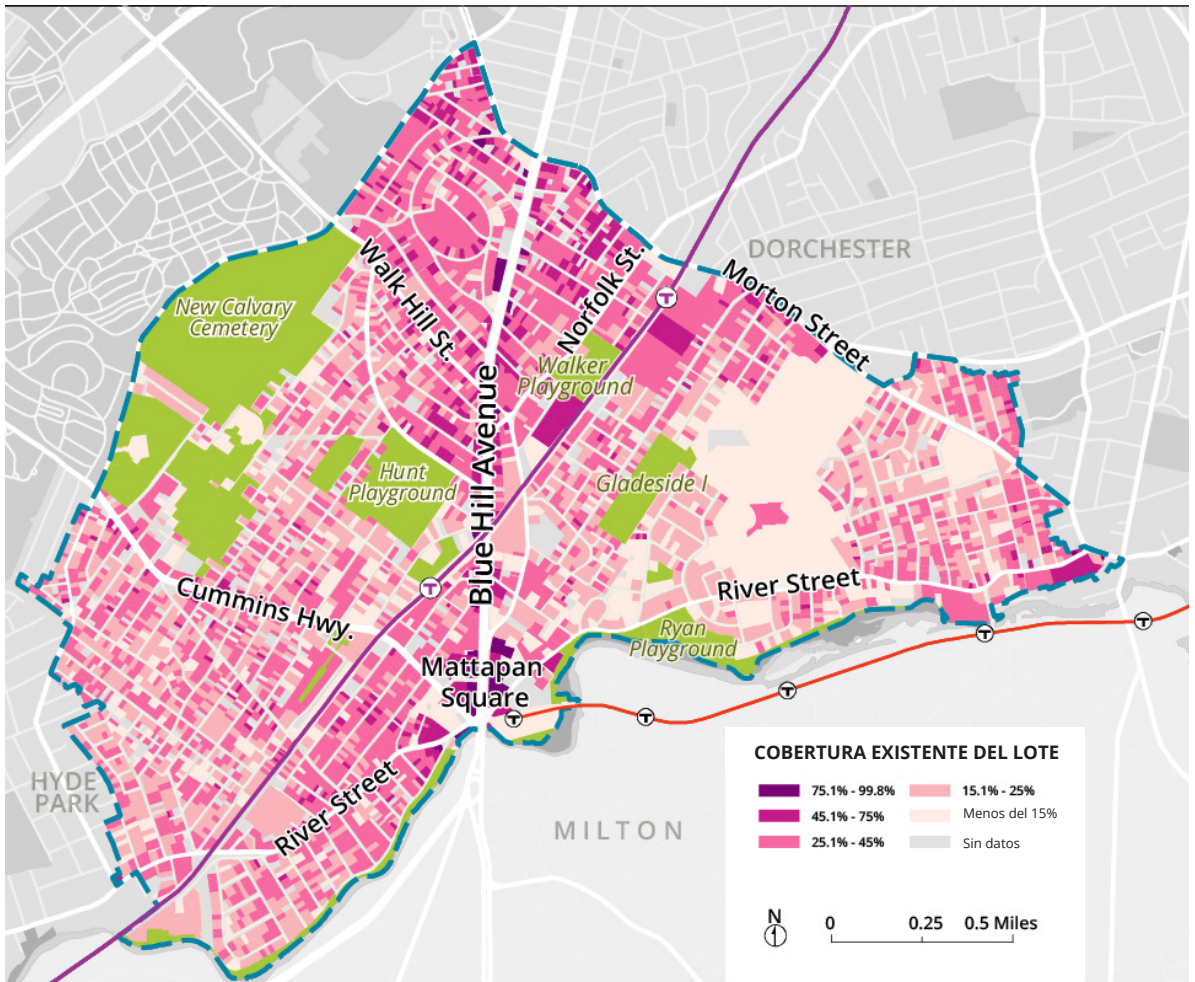 DORCHESTER
Morton Street
Walk Hill St.
Norfolk St.
New Calvary
Cemetery
Walker
Playground
Blue Hill Avenue
Hunt
Playground
Gladeside I
River Street
Cummins Hwy.
Ryan
Playground
Mattapan
Square
T
T
T
T
T
T
T
HYDE
PARK
River Street
MILTON
COBERTURA EXISTENTE DEL LOTE
75.1% - 99.8%
45.1% - 75%
25.1% - 45%
15.1% - 25%
Menos del 15%
Sin datos
N
0 0.25 0.5 Miles